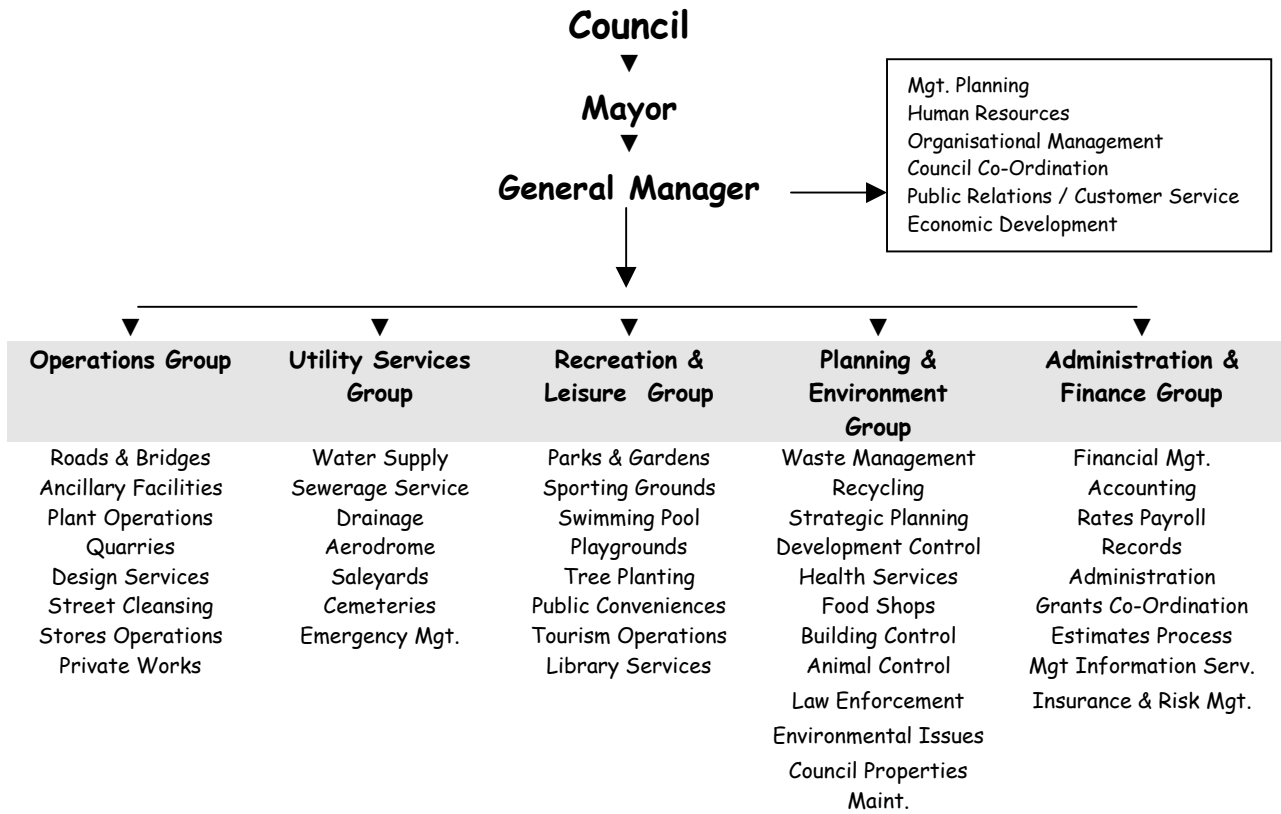 Council
Mayor
General Manager
Mgt. Planning
Human Resources
Organisational Management
Council Co-Ordination
Public Relations / Customer Service
Economic Development
Operations Group
Roads & Bridges
Ancillary Facilities
Plant Operations
Quarries
Design Services
Street Cleansing
Stores Operations
Private Works
Utility Services
Group
Water Supply
Sewerage Service
Drainage
Aerodrome
Saleyards
Cemeteries
Emergency Mgt.
Recreation &
Leisure Group
Parks & Gardens
Sporting Grounds
Swimming Pool
Playgrounds
Tree Planting
Public Conveniences
Tourism Operations
Library Services
Planning &
Environment
Group
Waste Management
Recycling
Strategic Planning
Development Control
Health Services
Food Shops
Building Control
Animal Control
Law Enforcement
Environmental Issues
Council Properties
Maint.
Administration &
Finance Group
Financial Mgt.
Accounting
Rates Payroll
Records
Administration
Grants Co-Ordination
Estimates Process
Mgt Information Serv.
Insurance & Risk Mgt.